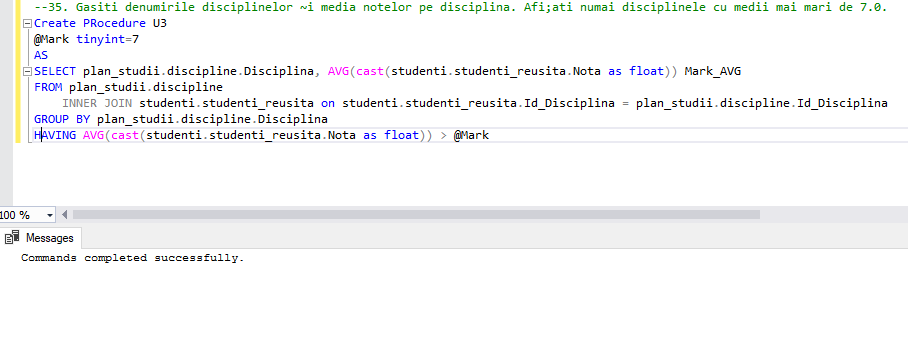 --35. Gasiti denumirile disciplinelor ~i media notelor pe disciplina. Afi;ati numai disciplinele cu medii mai mari de 7.0.
Create PRocedure U3
@Mark tinyint=7
AS
SELECT plan_studii.discipline.Disciplina, AVG(cast(studenti.studenti_reusita.Nota as float)) Mark_AVG
FROM plan_studii.discipline
INNER JOIN studenti.studenti_reusita on studenti.studenti_reusita.Id_Disciplina = plan_studii.discipline.Id_Disciplina
GROUP BY plan_studii.discipline.Disciplina
HAVING AVG(cast(studenti.studenti_reusita.Nota as float)) > @Mark
100 %
Messages
Commands completed successfully.